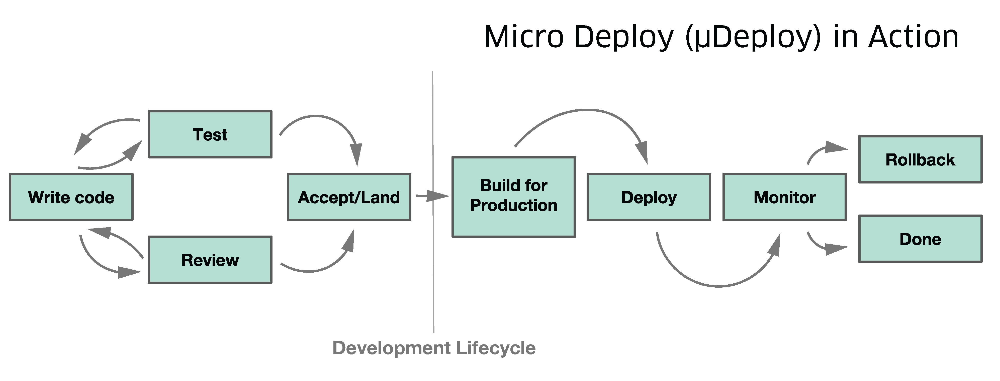 Micro Deploy (µDeploy) in Action
Test
Write code
Accept/Land
Review
Build for
Production
Deploy
Monitor
Rollback
Done
Development Lifecycle